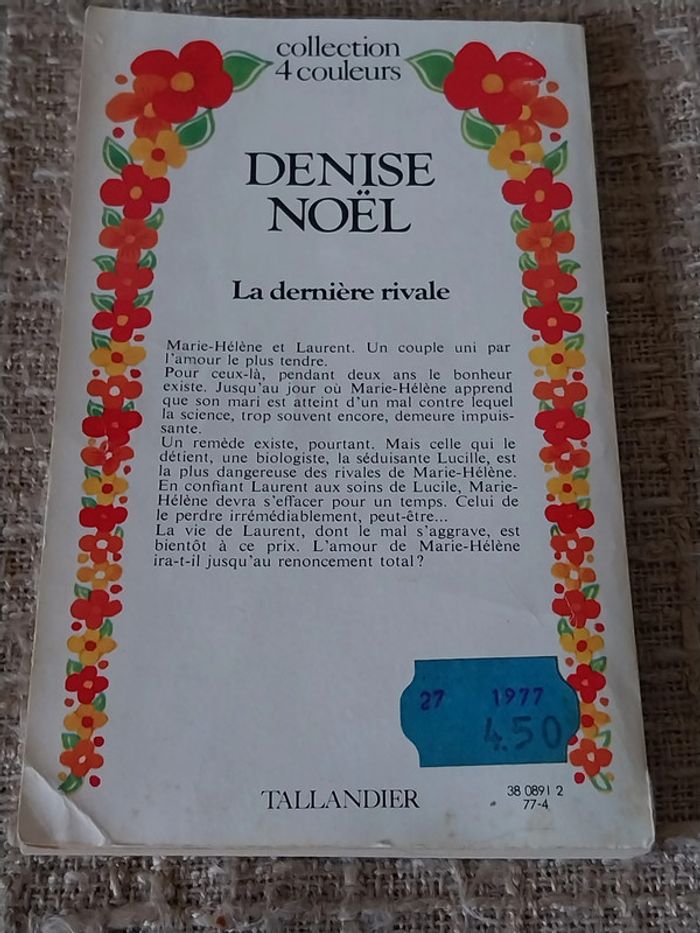 collection
4 couleurs
DENISE
NOËL
La dernière rivale
Marie-Hélène et Laurent. Un couple uni par
l'amour le plus tendre.
Pour ceux-là, pendant deux ans le bonheur
existe. Jusqu'au jour où Marie-Hélène apprend
que son mari est atteint d'un mal contre lequel
la science, trop souvent encore, demeure impuis-
sante.
Un remède existe, pourtant. Mais celle qui le
détient, une biologiste, la séduisante Lucille, est
la plus dangereuse des rivales de Marie-Hélène.
En confiant Laurent aux soins de Lucile, Marie-
Hélène devra s'effacer pour un temps. Celui de
le perdre irrémédiablement, peut-être...
La vie de Laurent, dont le mal s'aggrave, est
bientôt à ce prix. L'amour de Marie-Hélène
ira-t-il jusqu'au renoncement total ?
27 1977
4.50
TALLANDIER
38 0891 2
77-4